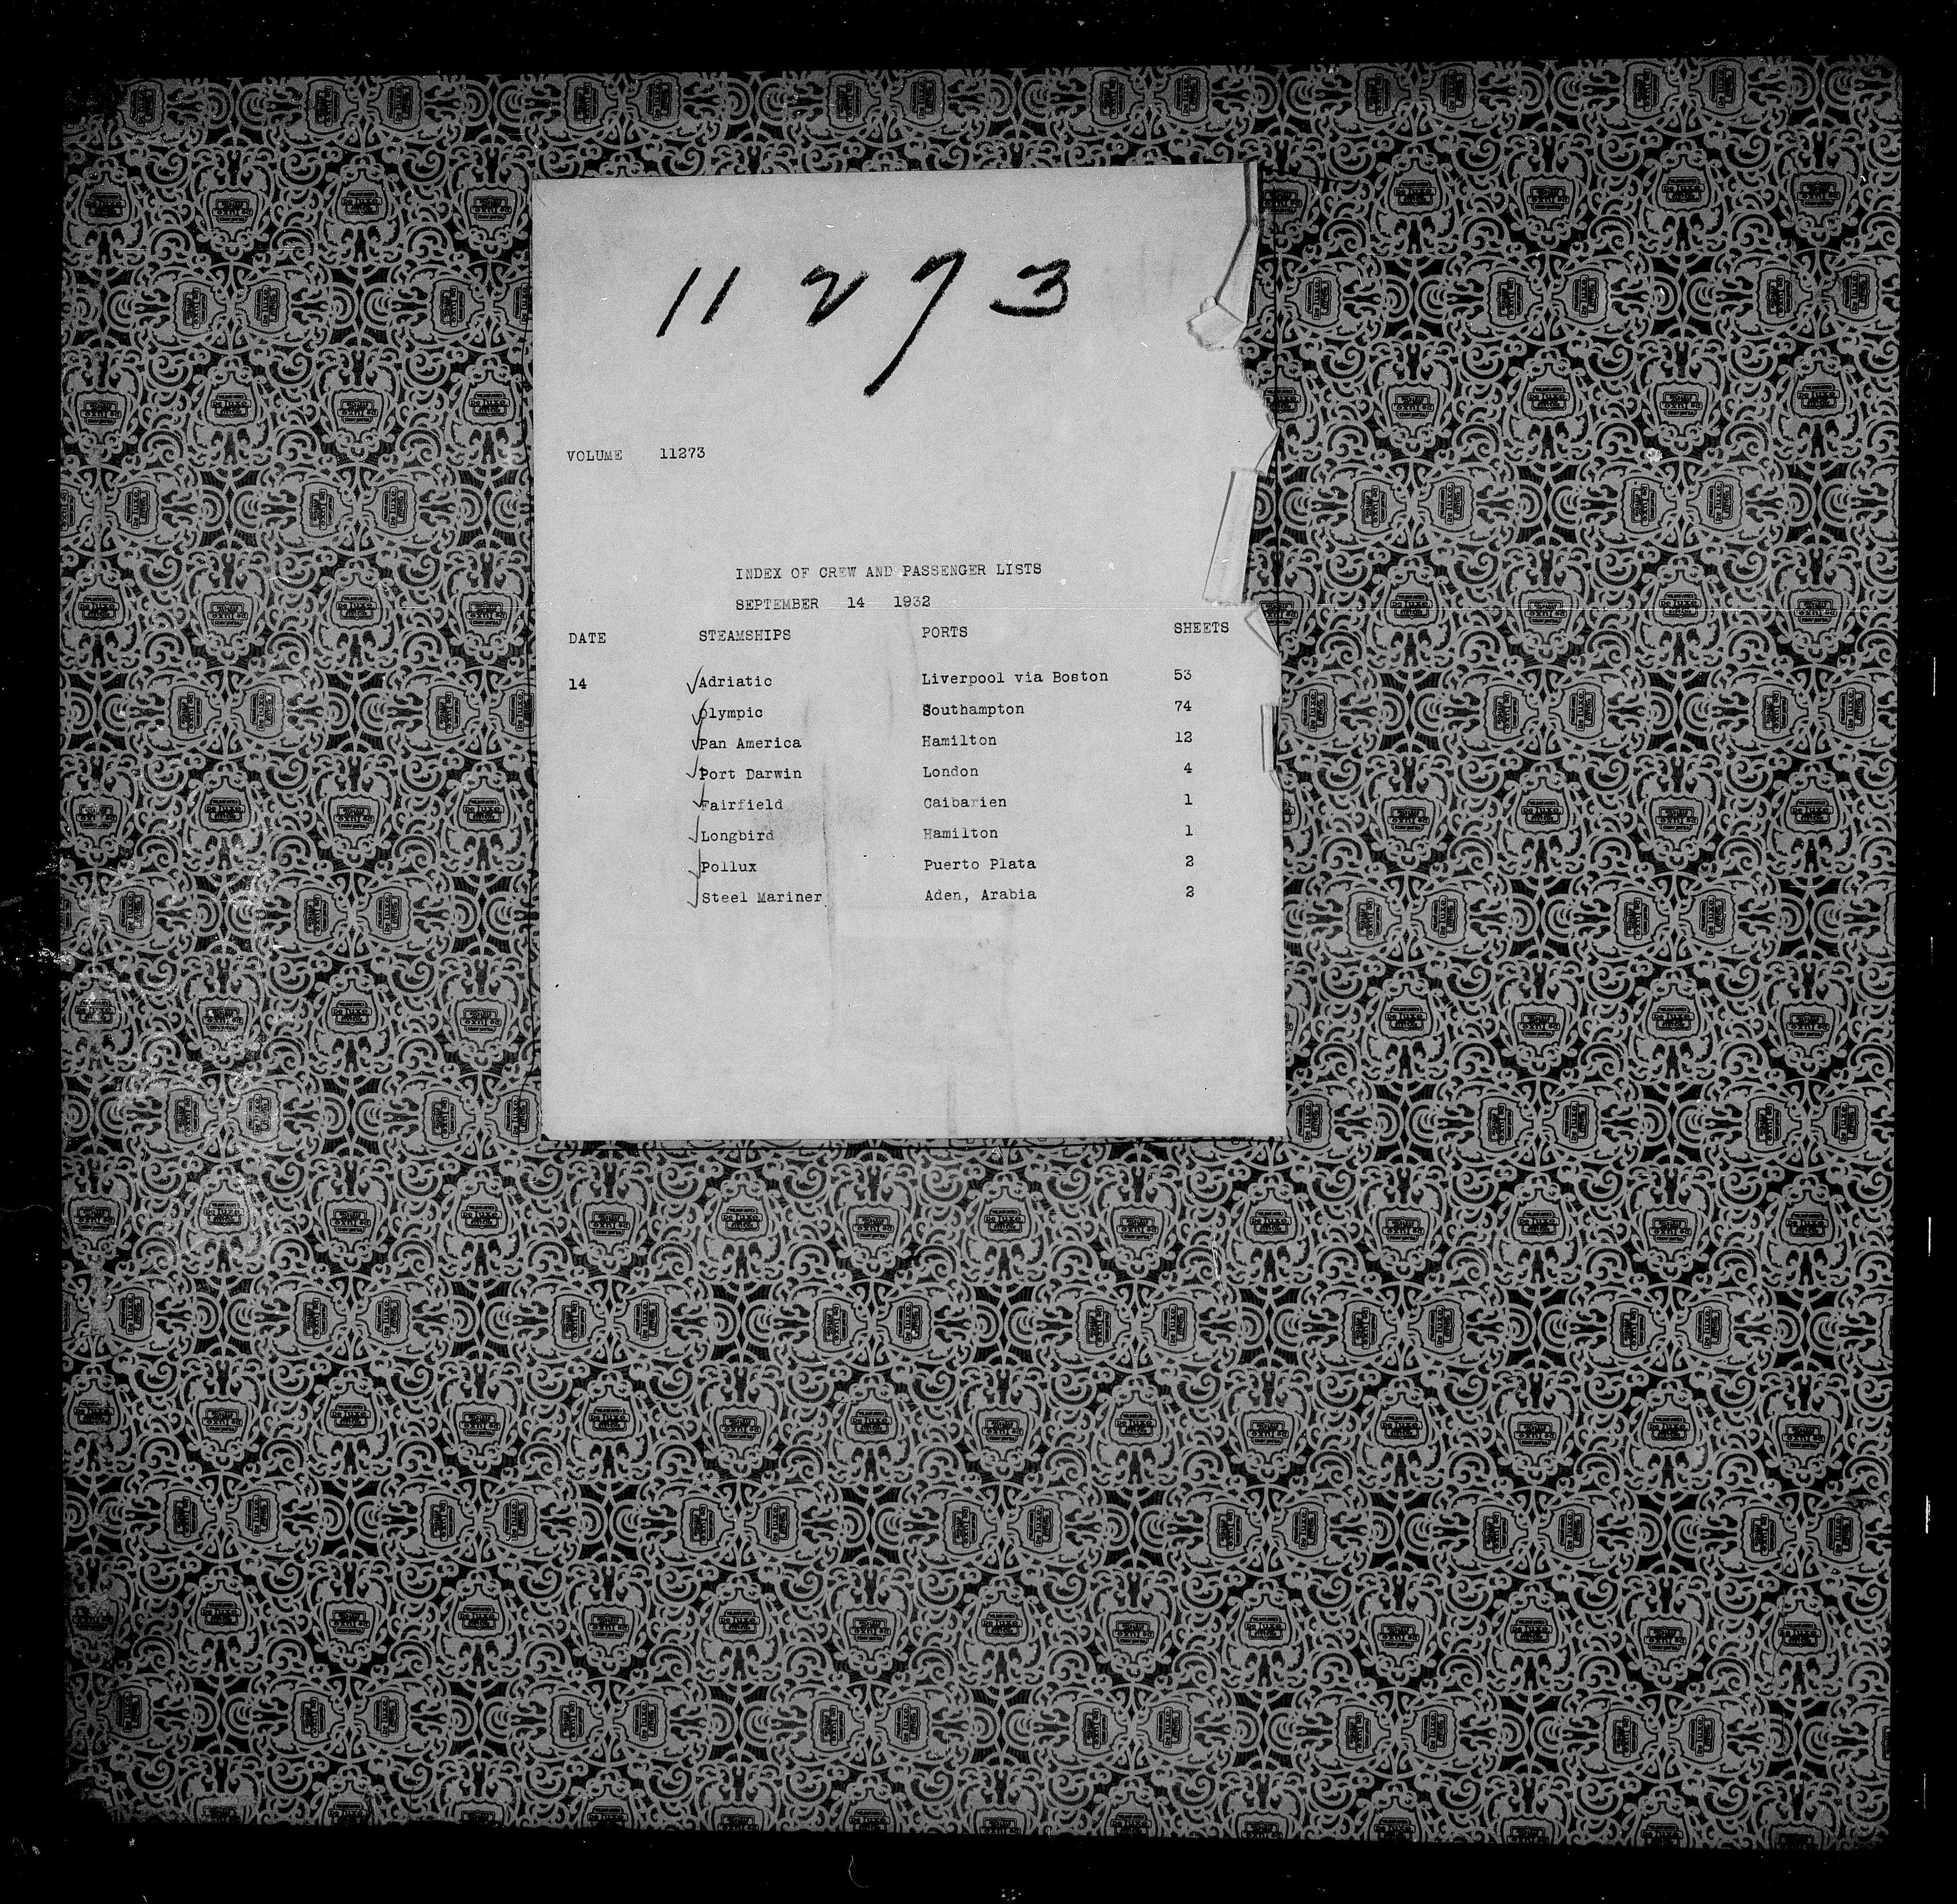 11273
VOLUME 11273
INDEX OF CREW AND PASSENGER LISTS
SEPTEMBER 14 1932
DATE STEAMSHIPS PORTS SHEETS
14 ✓Adriatic Liverpool via Boston 53
✓Olympic Southampton 74
✓Pan America Hamilton 12
✓Port Darwin London 4
✓Fairfield Caibarien 1
✓Longbird Hamilton 1
✓Pollux Puerto Plata 2
✓Steel Mariner Aden, Arabia 2